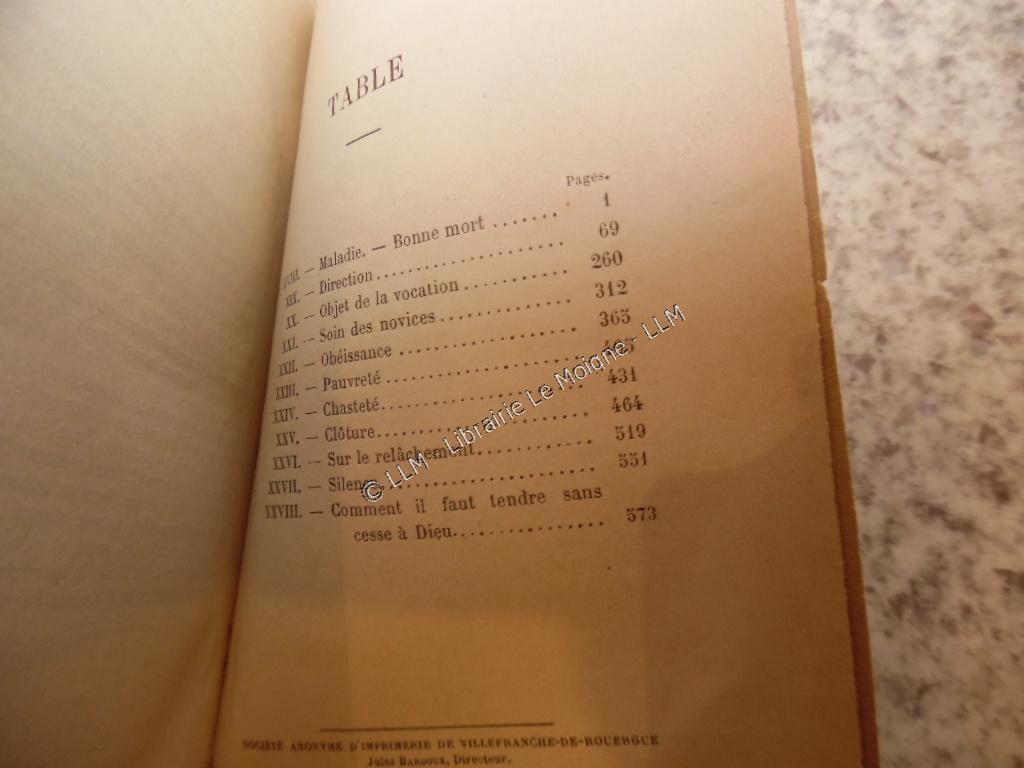 TABLE
Pages.
XVIII. — Maladie. — Bonne mort ....... 1
XIX. — Direction .................. 69
XX. — Objet de la vocation .......... 260
XXI. — Soin des novices ............. 312
XXII. — Obéissance ................. 365
XXIII. — Pauvreté ...................
XXIV. — Chasteté ................... 431
XXV. — Clôture .................... 464
XXVI. — Sur le relâchement .......... 519
XXVII. — Silence .................... 551
XXVIII. — Comment il faut tendre sans
cesse à Dieu ................ 573
© LLM - Librairie Le Moigne - LLM
SOCIÉTÉ ANONYME D'IMPRIMERIE DE VILLEFRANCHE-DE-ROUERGUE
Jules BARDOUX, Directeur.